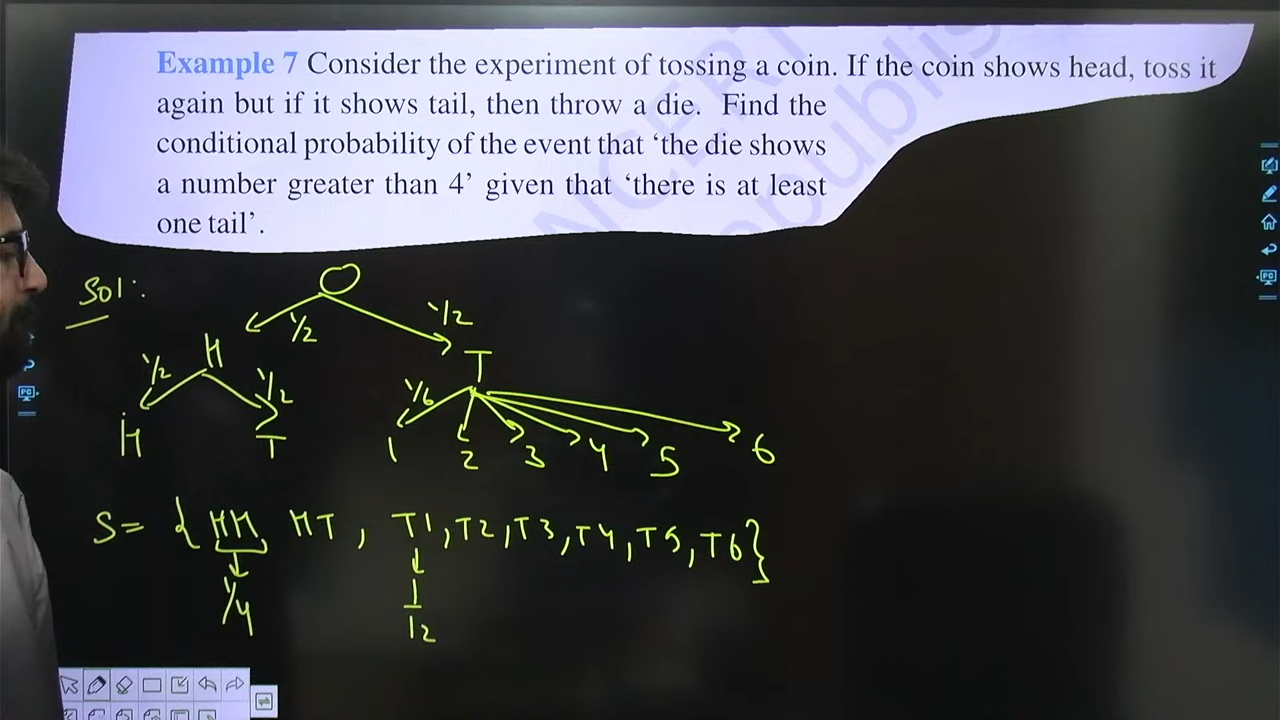 Example 7 Consider the experiment of tossing a coin. If the coin shows head, toss it
again but if it shows tail, then throw a die. Find the
conditional probability of the event that ‘the die shows
a number greater than 4’ given that ‘there is at least
one tail’.
Sol:
1/2 1/2
H T
1/2 1/2 1/6
H T 1 2 3 4 5 6
S = { HH, HT, T1, T2, T3, T4, T5, T6}
1/4 1/12
NCERT
republis
PC
PC